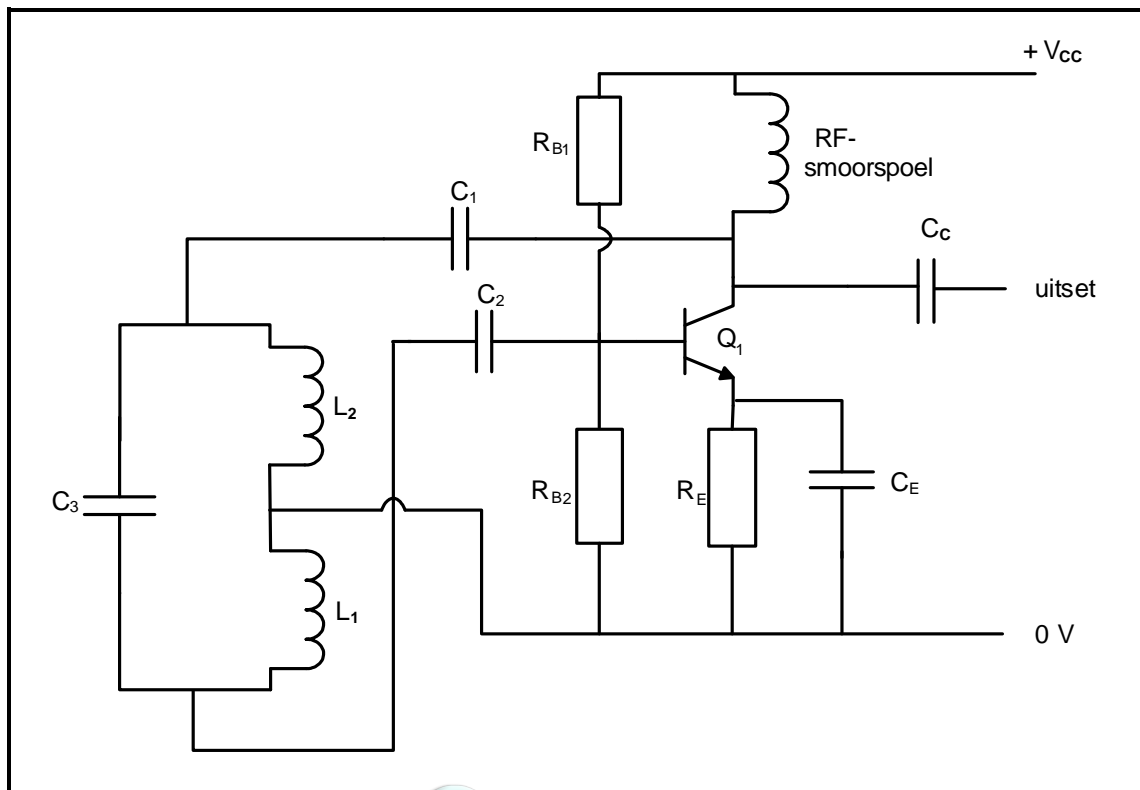 + Vcc
RB1
RF-
smoorspoel
C1
Cc
C2
uitset
Q1
L2
C3
RB2
RE
CE
L1
0 V